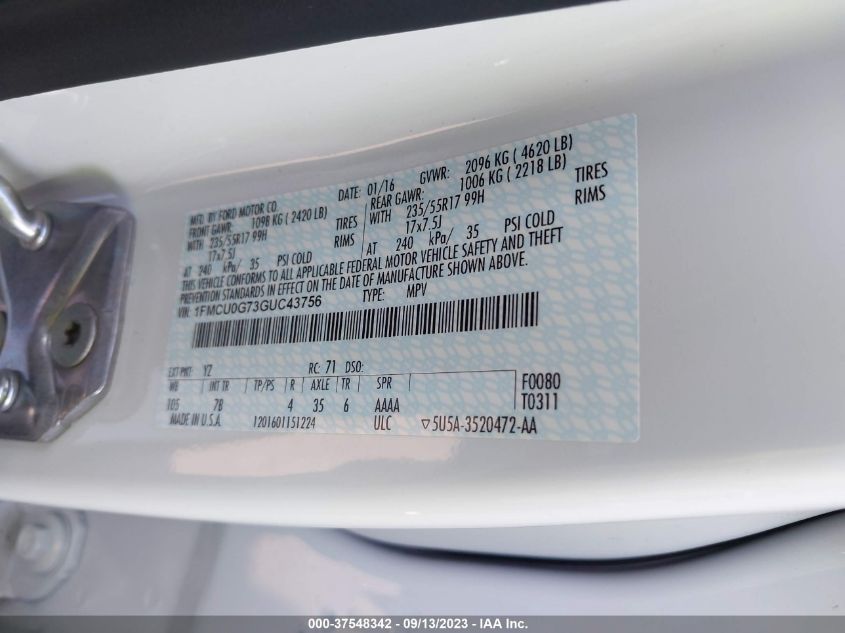 MFD. BY FORD MOTOR CO. DATE: 01/16 GVWR: 2096 KG ( 4620 LB)
FRONT GAWR: 1098 KG ( 2420 LB) REAR GAWR: 1006 KG ( 2218 LB)
WITH 235/55R17 99H TIRES WITH 235/55R17 99H TIRES
17x7.5J RIMS 17x7.5J RIMS
AT 240 kPa/ 35 PSI COLD AT 240 kPa/ 35 PSI COLD
THIS VEHICLE CONFORMS TO ALL APPLICABLE FEDERAL MOTOR VEHICLE SAFETY AND THEFT
PREVENTION STANDARDS IN EFFECT ON THE DATE OF MANUFACTURE SHOWN ABOVE.
VIN: 1FMCU0G73GUC43756 TYPE: MPV
EXT PNT: YZ RC: 71 DSO:
WB INT TR TP/PS R AXLE TR SPR F0080
105 7B 4 35 6 AAAA T0311
MADE IN U.S.A. 1201601151224 ULC ▽5U5A-3520472-AA
000-37548342 - 09/13/2023 - IAA Inc.